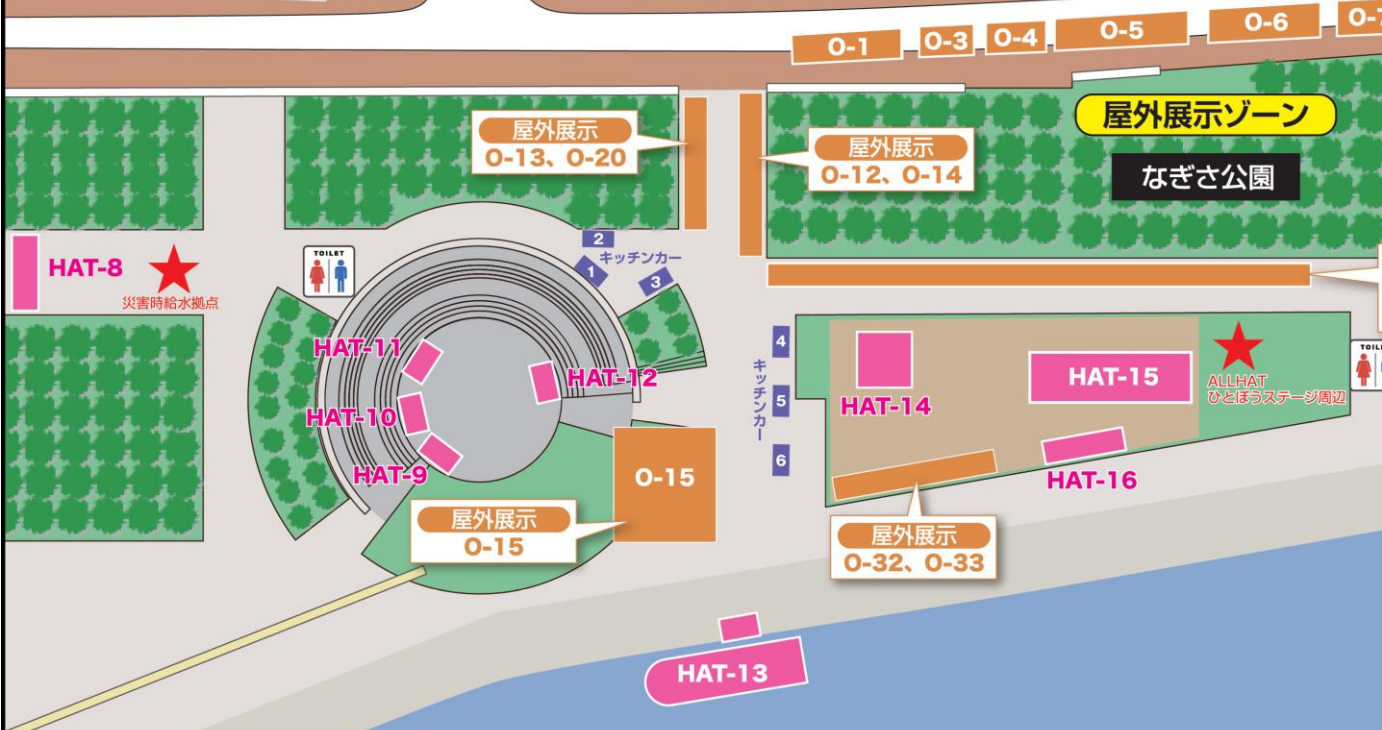 O-1
O-3
O-4
O-5
O-6
屋外展示ゾーン
なぎさ公園
屋外展示
O-13、O-20
屋外展示
O-12、O-14
HAT-8
災害時給水拠点
TOILET
2
キッチンカー
1
3
HAT-11
HAT-12
HAT-10
HAT-9
O-15
屋外展示
O-15
4
キッチンカー
5
6
HAT-14
HAT-15
ALLHAT
ひとぼうステージ周辺
HAT-16
屋外展示
O-32、O-33
HAT-13